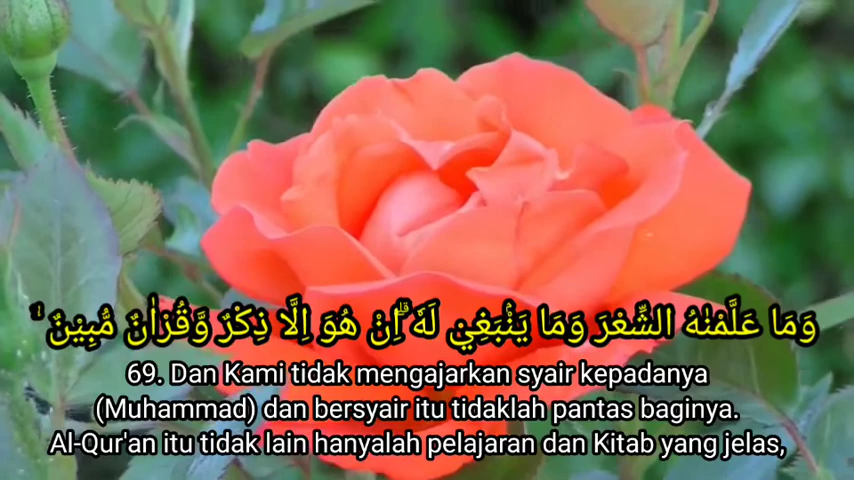 وَمَا عَلَّمْنٰهُ الشِّعْرَ وَمَا يَنْۢبَغِيْ لَهٗ ۗاِنْ هُوَ اِلَّا ذِكْرٌ وَّقُرْاٰنٌ مُّبِيْنٌ ۙ
69. Dan Kami tidak mengajarkan syair kepadanya
(Muhammad) dan bersyair itu tidaklah pantas baginya.
Al-Qur'an itu tidak lain hanyalah pelajaran dan Kitab yang jelas,